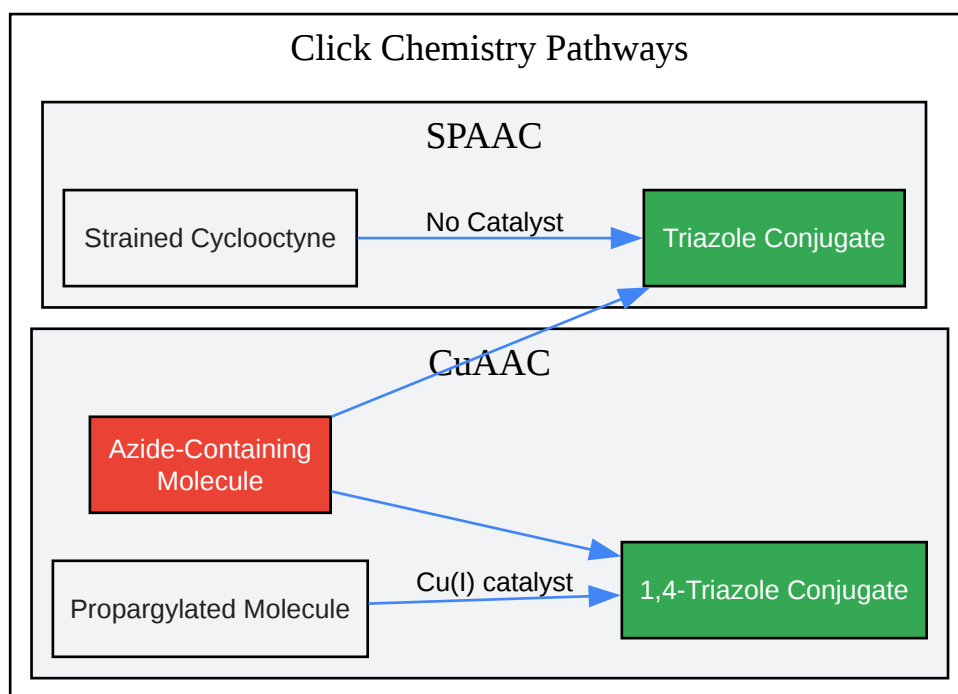 Click Chemistry Pathways
SPAAC
Strained Cyclooctyne
No Catalyst
Triazole Conjugate
CuAAC
Azide-Containing
Molecule
Propargylated Molecule
Cu(I) catalyst
1,4-Triazole Conjugate